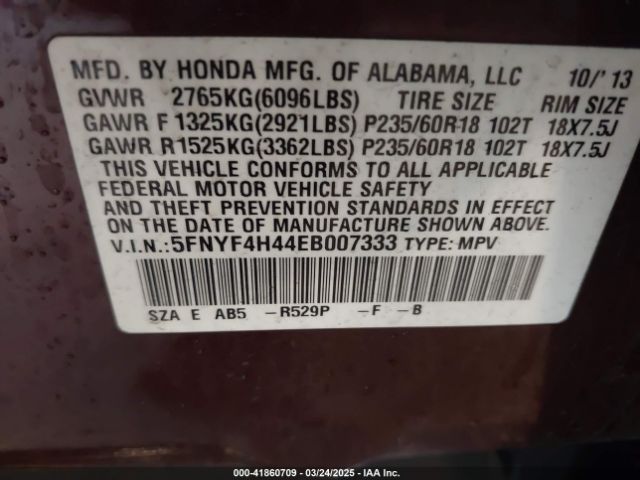 MFD. BY HONDA MFG. OF ALABAMA, LLC 10/'13
GVWR 2765KG(6096LBS) TIRE SIZE RIM SIZE
GAWR F 1325KG(2921LBS) P235/60R18 102T 18X7.5J
GAWR R1525KG(3362LBS) P235/60R18 102T 18X7.5J
THIS VEHICLE CONFORMS TO ALL APPLICABLE
FEDERAL MOTOR VEHICLE SAFETY
AND THEFT PREVENTION STANDARDS IN EFFECT
ON THE DATE OF MANUFACTURE SHOWN ABOVE.
V.I.N.: 5FNYF4H44EB007333 TYPE: MPV
SZA E AB5 -R529P -F -B
000-41860709 - 03/24/2025 - IAA Inc.